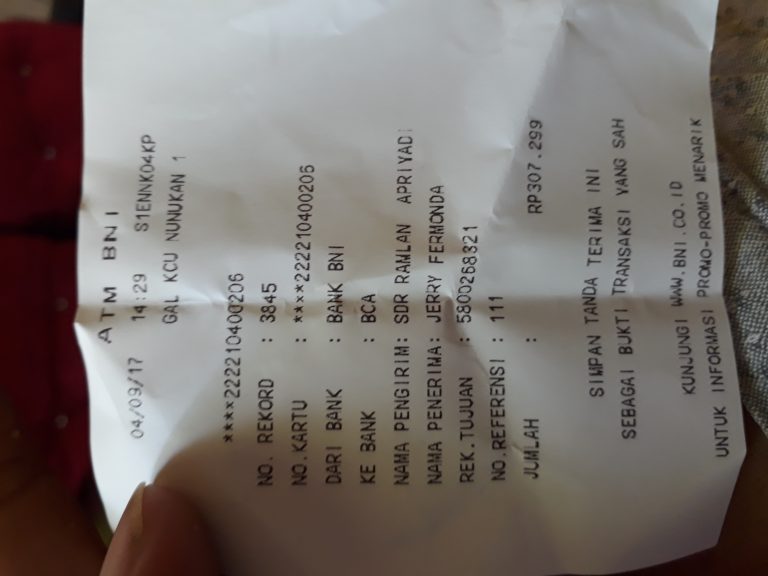 ATM BNI
04/09/17 14:29 S1ENNK04KP
GAL KCU NUNUKAN 1
****222210400206
NO. REKORD : 3845
NO.KARTU : ****222210400206
DARI BANK : BANK BNI
KE BANK : BCA
NAMA PENGIRIM: SDR RAMLAN APRIYADI
NAMA PENERIMA: JERRY FERMONDA
REK.TUJUAN : 5800268321
NO.REFERENSI : 111
JUMLAH : RP307.299
SIMPAN TANDA TERIMA INI
SEBAGAI BUKTI TRANSAKSI YANG SAH
KUNJUNGI WWW.BNI.CO.ID
UNTUK INFORMASI PROMO-PROMO MENARIK